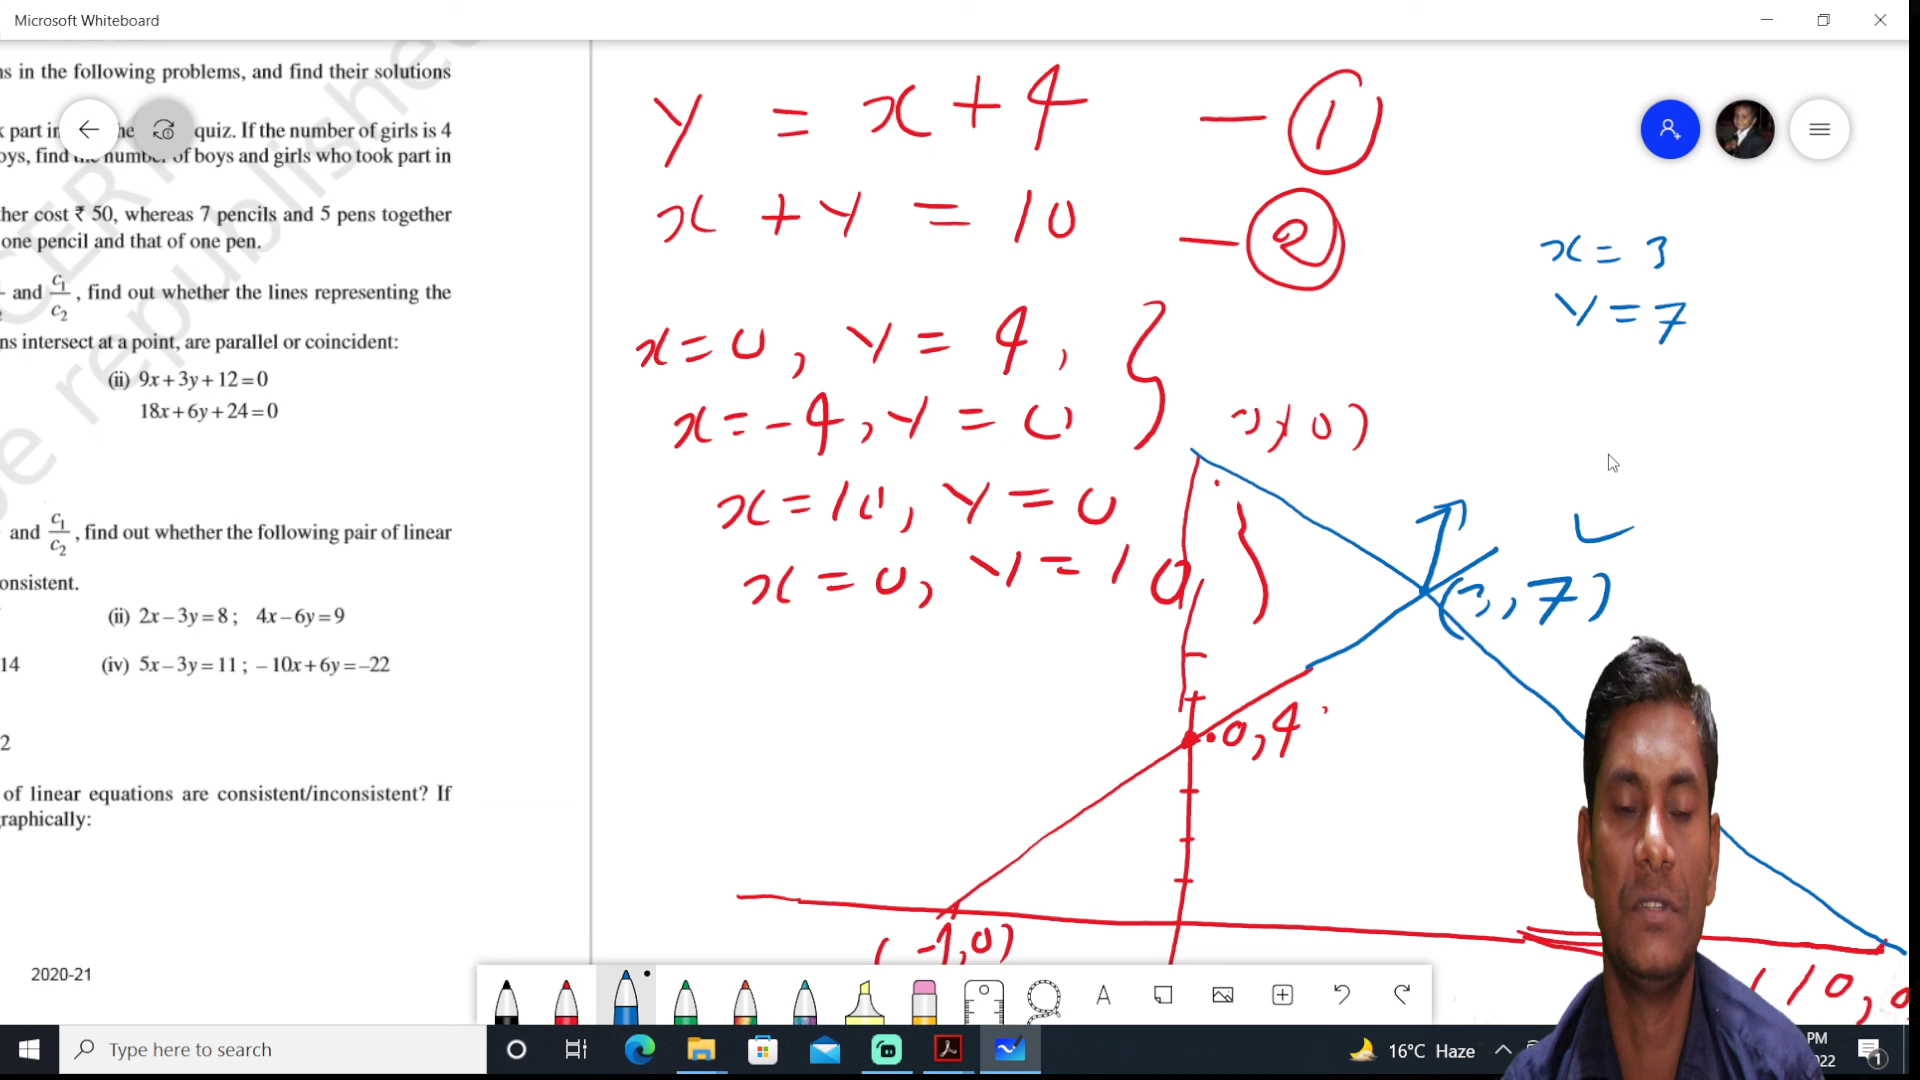 Microsoft Whiteboard
ns in the following problems, and find their solutions
k part in he quiz. If the number of girls is 4
oys, find the number of boys and girls who took part in
her cost ₹ 50, whereas 7 pencils and 5 pens together
one pencil and that of one pen.
and c₁/c₂, find out whether the lines representing the
ns intersect at a point, are parallel or coincident:
(ii) 9x + 3y + 12 = 0
18x + 6y + 24 = 0
and c₁/c₂, find out whether the following pair of linear
onsistent.
(ii) 2x – 3y = 8 ; 4x – 6y = 9
14 (iv) 5x – 3y = 11 ; – 10x + 6y = –22
2
of linear equations are consistent/inconsistent? If
raphically:
2020-21
y = x + 4 — 1
x + y = 10 — 2
x = 3
y = 7
x = 0, y = 4,
x = -4, y = 0
x = 10, y = 0
x = 0, y = 10
(3, 7)
0, 4
(-4, 0)
(10, 0
Type here to search
16°C Haze
PM
022
1